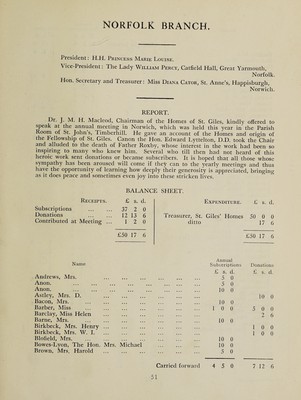 NORFOLK BRANCH.
President: H.H. Princess Marie Louise.
Vice-President: The Lady William Percy, Catfield Hall, Great Yarmouth,
Norfolk.
Hon. Secretary and Treasurer: Miss Diana Cator, St. Anne's, Happisburgh,
Norwich.
REPORT.
Dr. J. M. H. Macleod, Chairman of the Homes of St. Giles, kindly offered to
speak at the annual meeting in Norwich, which was held this year in the Parish
Room of St. John's, Timberhill. He gave an account of the Homes and origin of
the Fellowship of St. Giles. Canon the Hon. Edward Lyttelton, D.D. took the Chair
and alluded to the death of Father Roxby, whose interest in the work had been so
inspiring to many who knew him. Several who till then had not heard of this
heroic work sent donations or became subscribers. It is hoped that all those whose
sympathy has been aroused will come if they can to the yearly meetings and thus
have the opportunity of learning how deeply their generosity is appreciated, bringing
as it does peace and sometimes even joy into these stricken lives.
BALANCE SHEET.
Receipts. £ s. d. Expenditure. £ s. d.
Subscriptions ... ... 37 2 0
Donations ... ... 12 13 6 Treasurer, St. Giles' Homes 50 0 0
Contributed at Meeting ... 1 2 0 ditto 17 6
£50 17 6 £50 17 6
Name Annual Subscriptions Donations
£ s. d. £ s. d.
Andrews, Mrs. ... 5 0
Anon. ... 5 0
Anon. ... 10 0
Astley, Mrs. D. ... 10 0
Bacon, Mrs. ... 10 0
Barber, Miss ... 1 0 0 5 0 0
Barclay, Miss Helen ... 2 6
Barne, Mrs. ... 10 0
Birkbeck, Mrs. Henry ... 1 0 0
Birkbeck, Mrs. W. I. ... 1 0 0
Blofield, Mrs. ... 10 0
Bowes-Lyon, The Hon. Mrs. Michael ... 10 0
Brown, Mrs. Harold ... 5 0
Carried forward 4 5 0 7 12 6
51